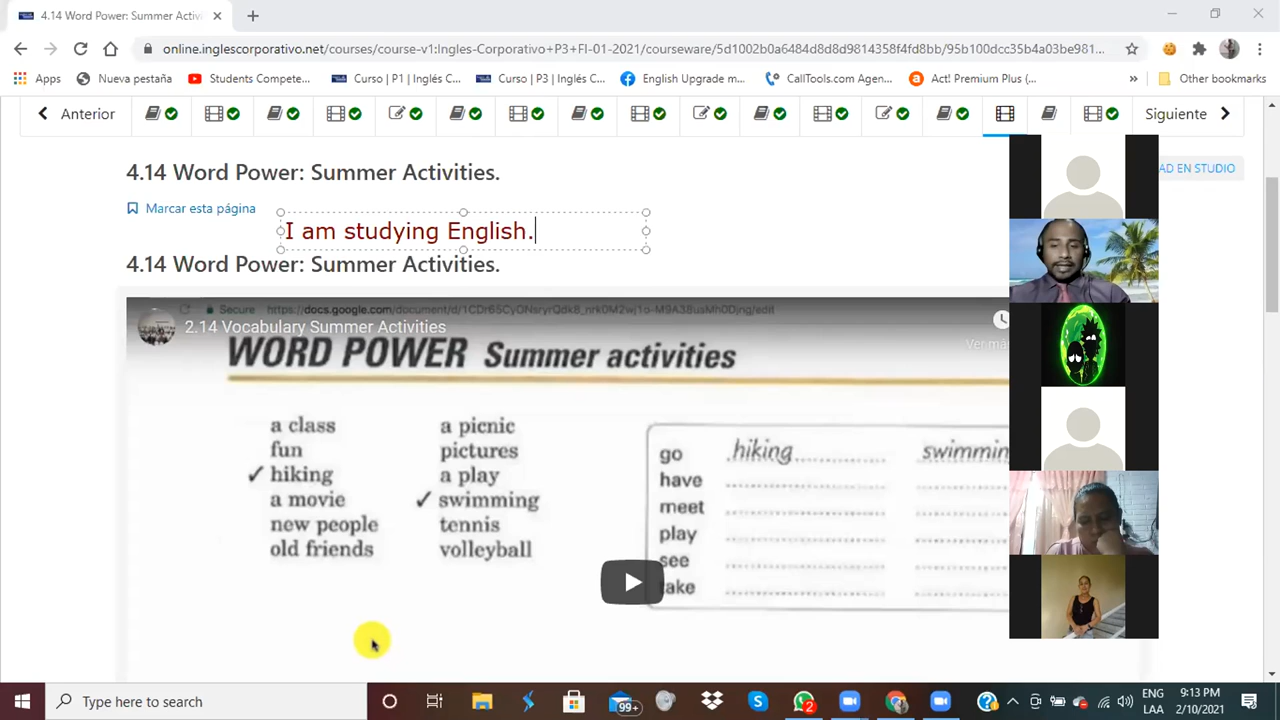 4.14 Word Power: Summer Activi
online.inglescorporativo.net/courses/course-v1:Ingles-Corporativo+P3+FI-01-2021/courseware/5d1002b0a6484d8d8d9814358f4fd8bb/95b100dcc35b4a03be981...
Apps Nueva pestaña Students Compete... Curso | P1 | Inglés C... Curso | P3 | Inglés C... English Upgrade m... CallTools.com Agen... Act! Premium Plus (... » Other bookmarks
Anterior Siguiente
4.14 Word Power: Summer Activities.
AD EN STUDIO
Marcar esta página
I am studying English.
4.14 Word Power: Summer Activities.
Secure
2.14 Vocabulary Summer Activities
Ver má
WORD POWER Summer activities
a class a picnic
fun pictures
✓ hiking a play
a movie ✓ swimming
new people tennis
old friends volleyball
go hiking swimmin
have
meet
play
see
take
Type here to search
99+
2
ENG
LAA
9:13 PM
2/10/2021